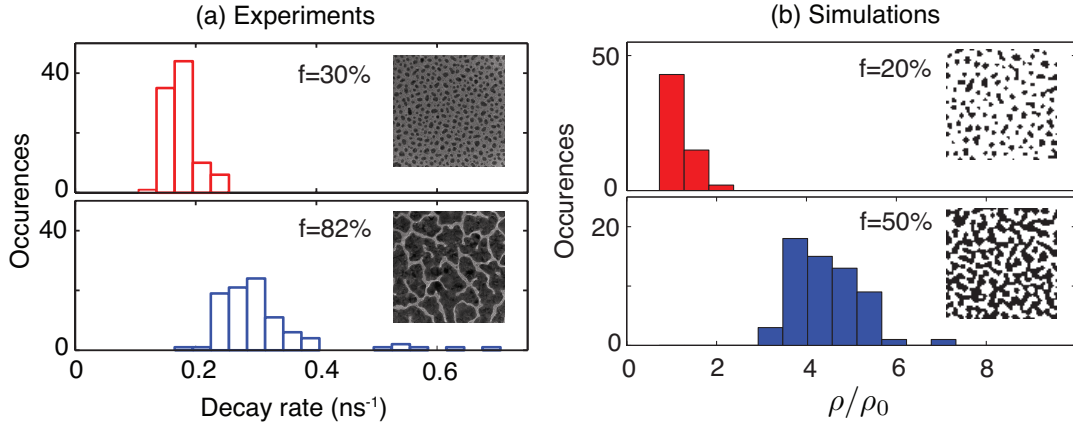 (a) Experiments
(b) Simulations
Occurences
40
0
f=30%
40
0
f=82%
0
0.2
0.4
0.6
Decay rate (ns⁻¹)
Occurences
50
0
f=20%
20
0
f=50%
0
2
4
6
8
ρ/ρ₀